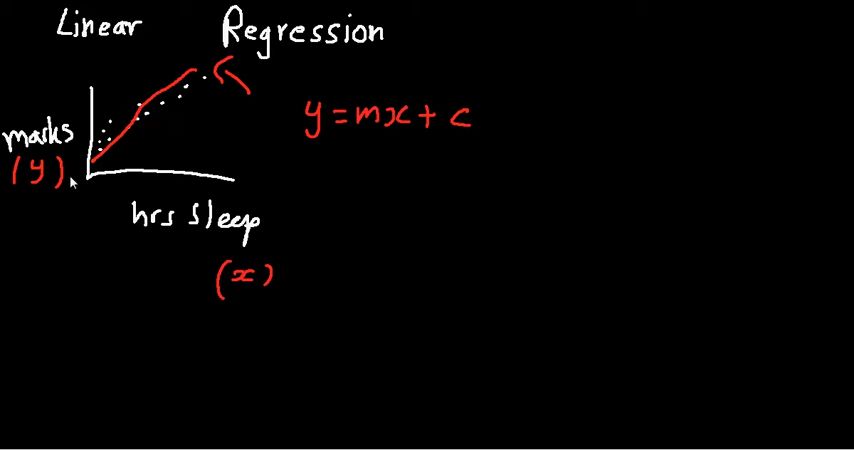 Linear Regression
y = mx + c
marks
(y)
hrs sleep
(x)